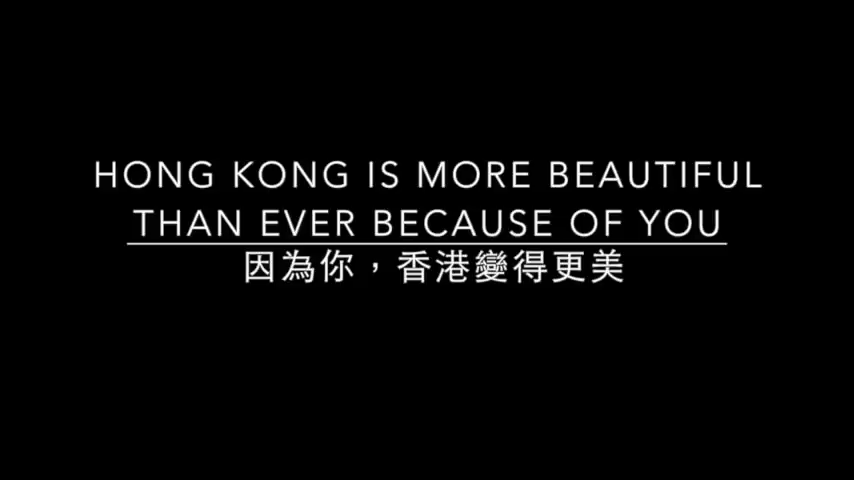 HONG KONG IS MORE BEAUTIFUL
THAN EVER BECAUSE OF YOU
因為你，香港變得更美